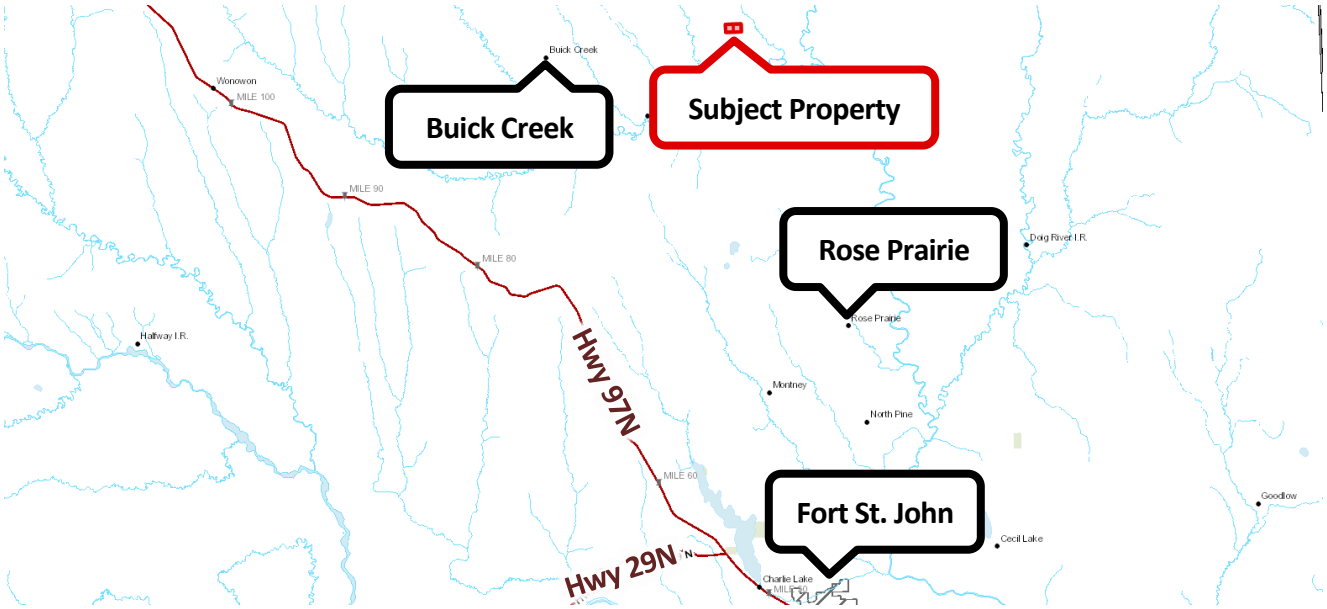 Buick Creek
Wonowon
MILE 100
Subject Property
Buick Creek
MILE 90
Rose Prairie
Doig River I.R.
MILE 80
Rose Prairie
Halfway I.R.
Hwy 97N
Montney
North Pine
MILE 60
Goodlow
Fort St. John
Cecil Lake
Hwy 29N
N
Charlie Lake